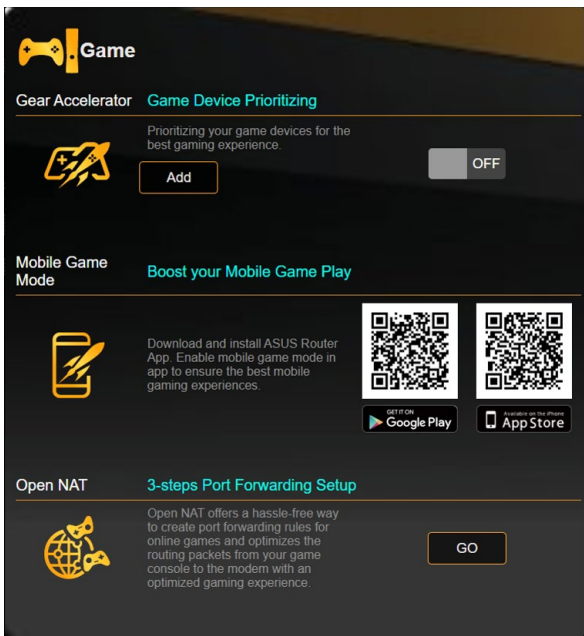 Game
Gear Accelerator
Game Device Prioritizing
Prioritizing your game devices for the
best gaming experience.
Add
OFF
Mobile Game
Mode
Boost your Mobile Game Play
Download and install ASUS Router
App. Enable mobile game mode in
app to ensure the best mobile
gaming experiences.
GET IT ON
Google Play
Available on the iPhone
App Store
Open NAT
3-steps Port Forwarding Setup
Open NAT offers a hassle-free way
to create port forwarding rules for
online games and optimizes the
routing packets from your game
console to the modem with an
optimized gaming experience.
GO